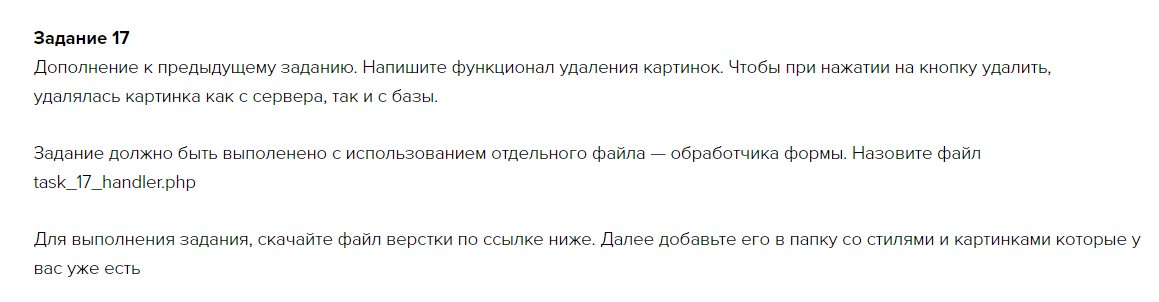 Задание 17
Дополнение к предыдущему заданию. Напишите функционал удаления картинок. Чтобы при нажатии на кнопку удалить,
удалялась картинка как с сервера, так и с базы.
Задание должно быть выполенено с использованием отдельного файла — обработчика формы. Назовите файл
task_17_handler.php
Для выполнения задания, скачайте файл верстки по ссылке ниже. Далее добавьте его в папку со стилями и картинками которые у
вас уже есть